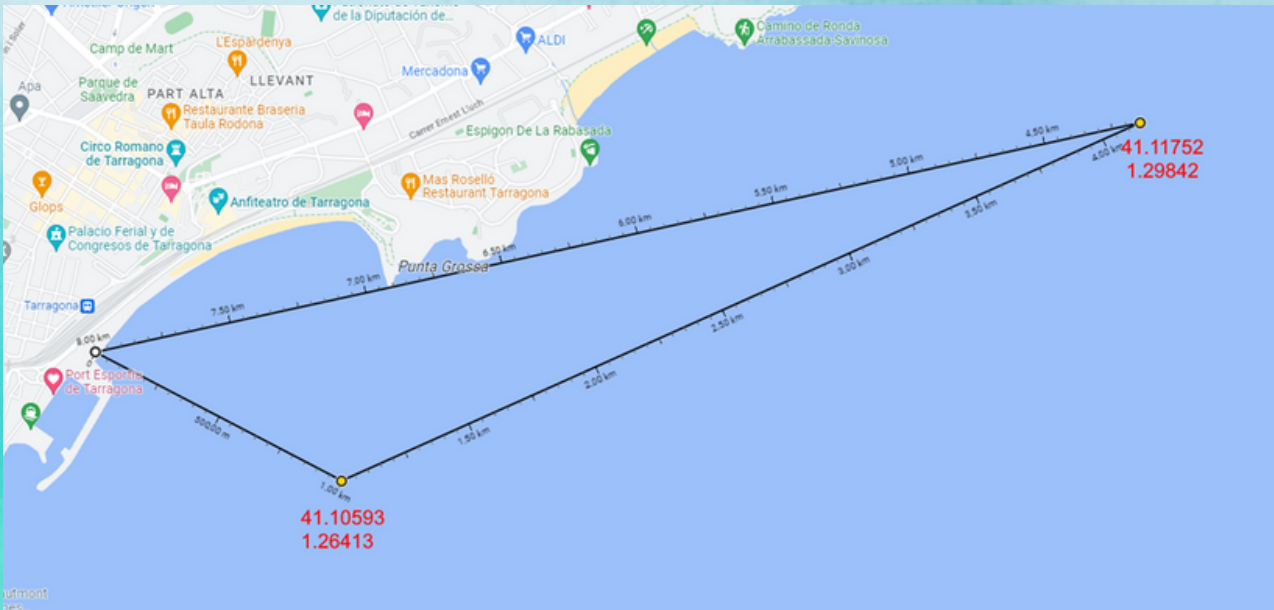 de la Diputación de...
Camino de Ronda
Arrabassada-Savinosa
ALDI
Camp de Mart
L'Espardenya
Mercadona
LLEVANT
Apa
Parque de
Saavedra
PART ALTA
Restaurante Braseria
Taula Rodona
Carrer Ernest Lluch
Espigon De La Rabasada
Circo Romano
de Tarragona
Mas Roselló
Restaurant Tarragona
Glops
Anfiteatro de Tarragona
Palacio Ferial y de
Congresos de Tarragona
Punta Grossa
Tarragona
Port Esportiu
de Tarragona
8,00 km
7,50 km
7,00 km
6,50 km
6,00 km
5,50 km
5,00 km
4,50 km
4,00 km
41.11752
1.29842
3,50 km
3,00 km
2,50 km
2,00 km
1,50 km
500,00 m
1,00 km
41.10593
1.26413